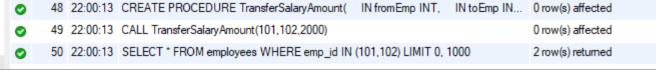 48 22:00:13 CREATE PROCEDURE TransferSalaryAmount( IN fromEmp INT, IN toEmp IN... 0 row(s) affected
49 22:00:13 CALL TransferSalaryAmount(101,102,2000) 0 row(s) affected
50 22:00:13 SELECT * FROM employees WHERE emp_id IN (101,102) LIMIT 0, 1000 2 row(s) returned